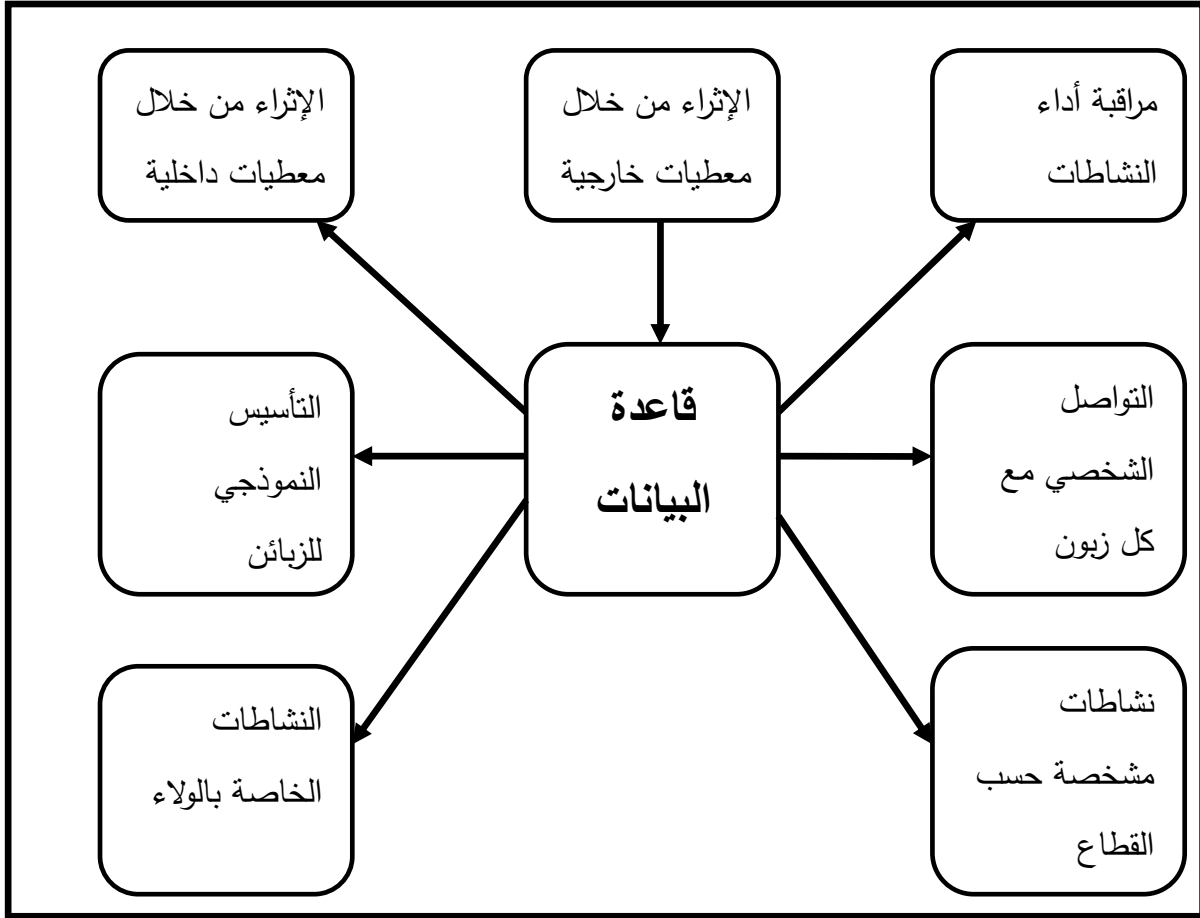 مراقبة أداء
النشاطات
الإثراء من خلال
معطيات خارجية
الإثراء من خلال
معطيات داخلية
التواصل
الشخصي مع
كل زبون
قاعدة
البيانات
التأسيس
النموذجي
للزبائن
نشاطات
مشخصة حسب
القطاع
النشاطات
الخاصة بالولاء